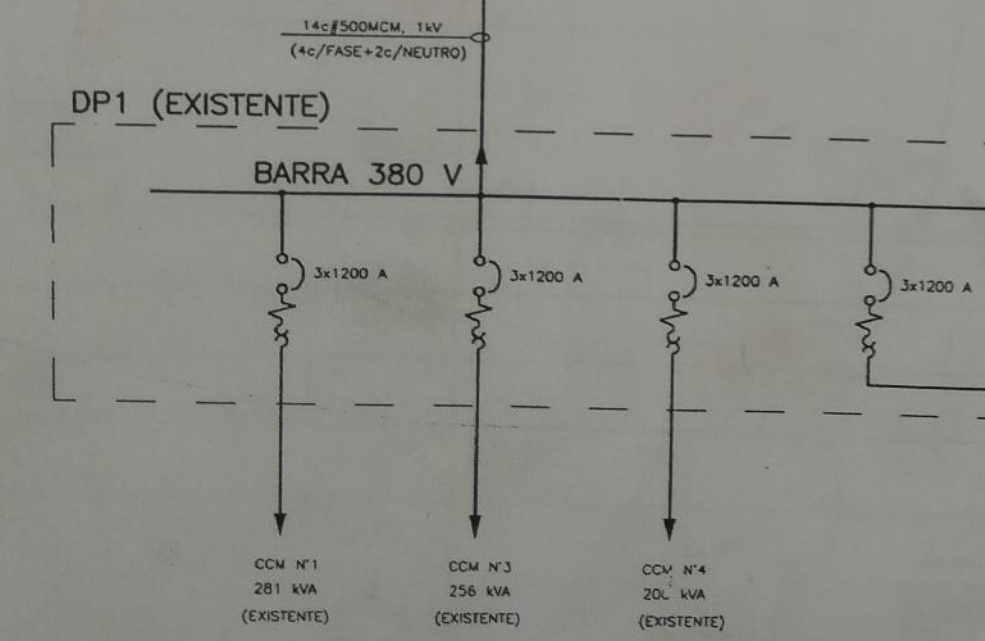 14c#500MCM, 1kV
(4c/FASE+2c/NEUTRO)
DP1 (EXISTENTE)
BARRA 380 V
3x1200 A
3x1200 A
3x1200 A
3x1200 A
CCM N°1
281 kVA
(EXISTENTE)
CCM N°3
256 kVA
(EXISTENTE)
CCM N°4
kVA
(EXISTENTE)